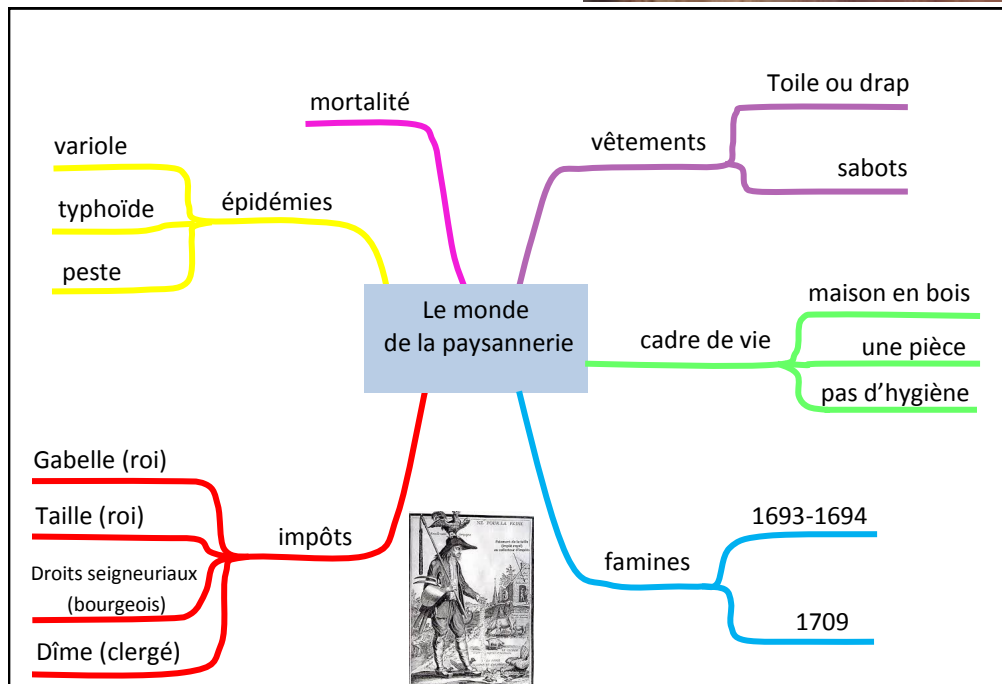 mortalité
Toile ou drap
vêtements
sabots
variole
typhoïde
épidémies
peste
Le monde
de la paysannerie
maison en bois
cadre de vie
une pièce
pas d’hygiène
Gabelle (roi)
Taille (roi)
impôts
Droits seigneuriaux
(bourgeois)
Dîme (clergé)
1693-1694
famines
1709